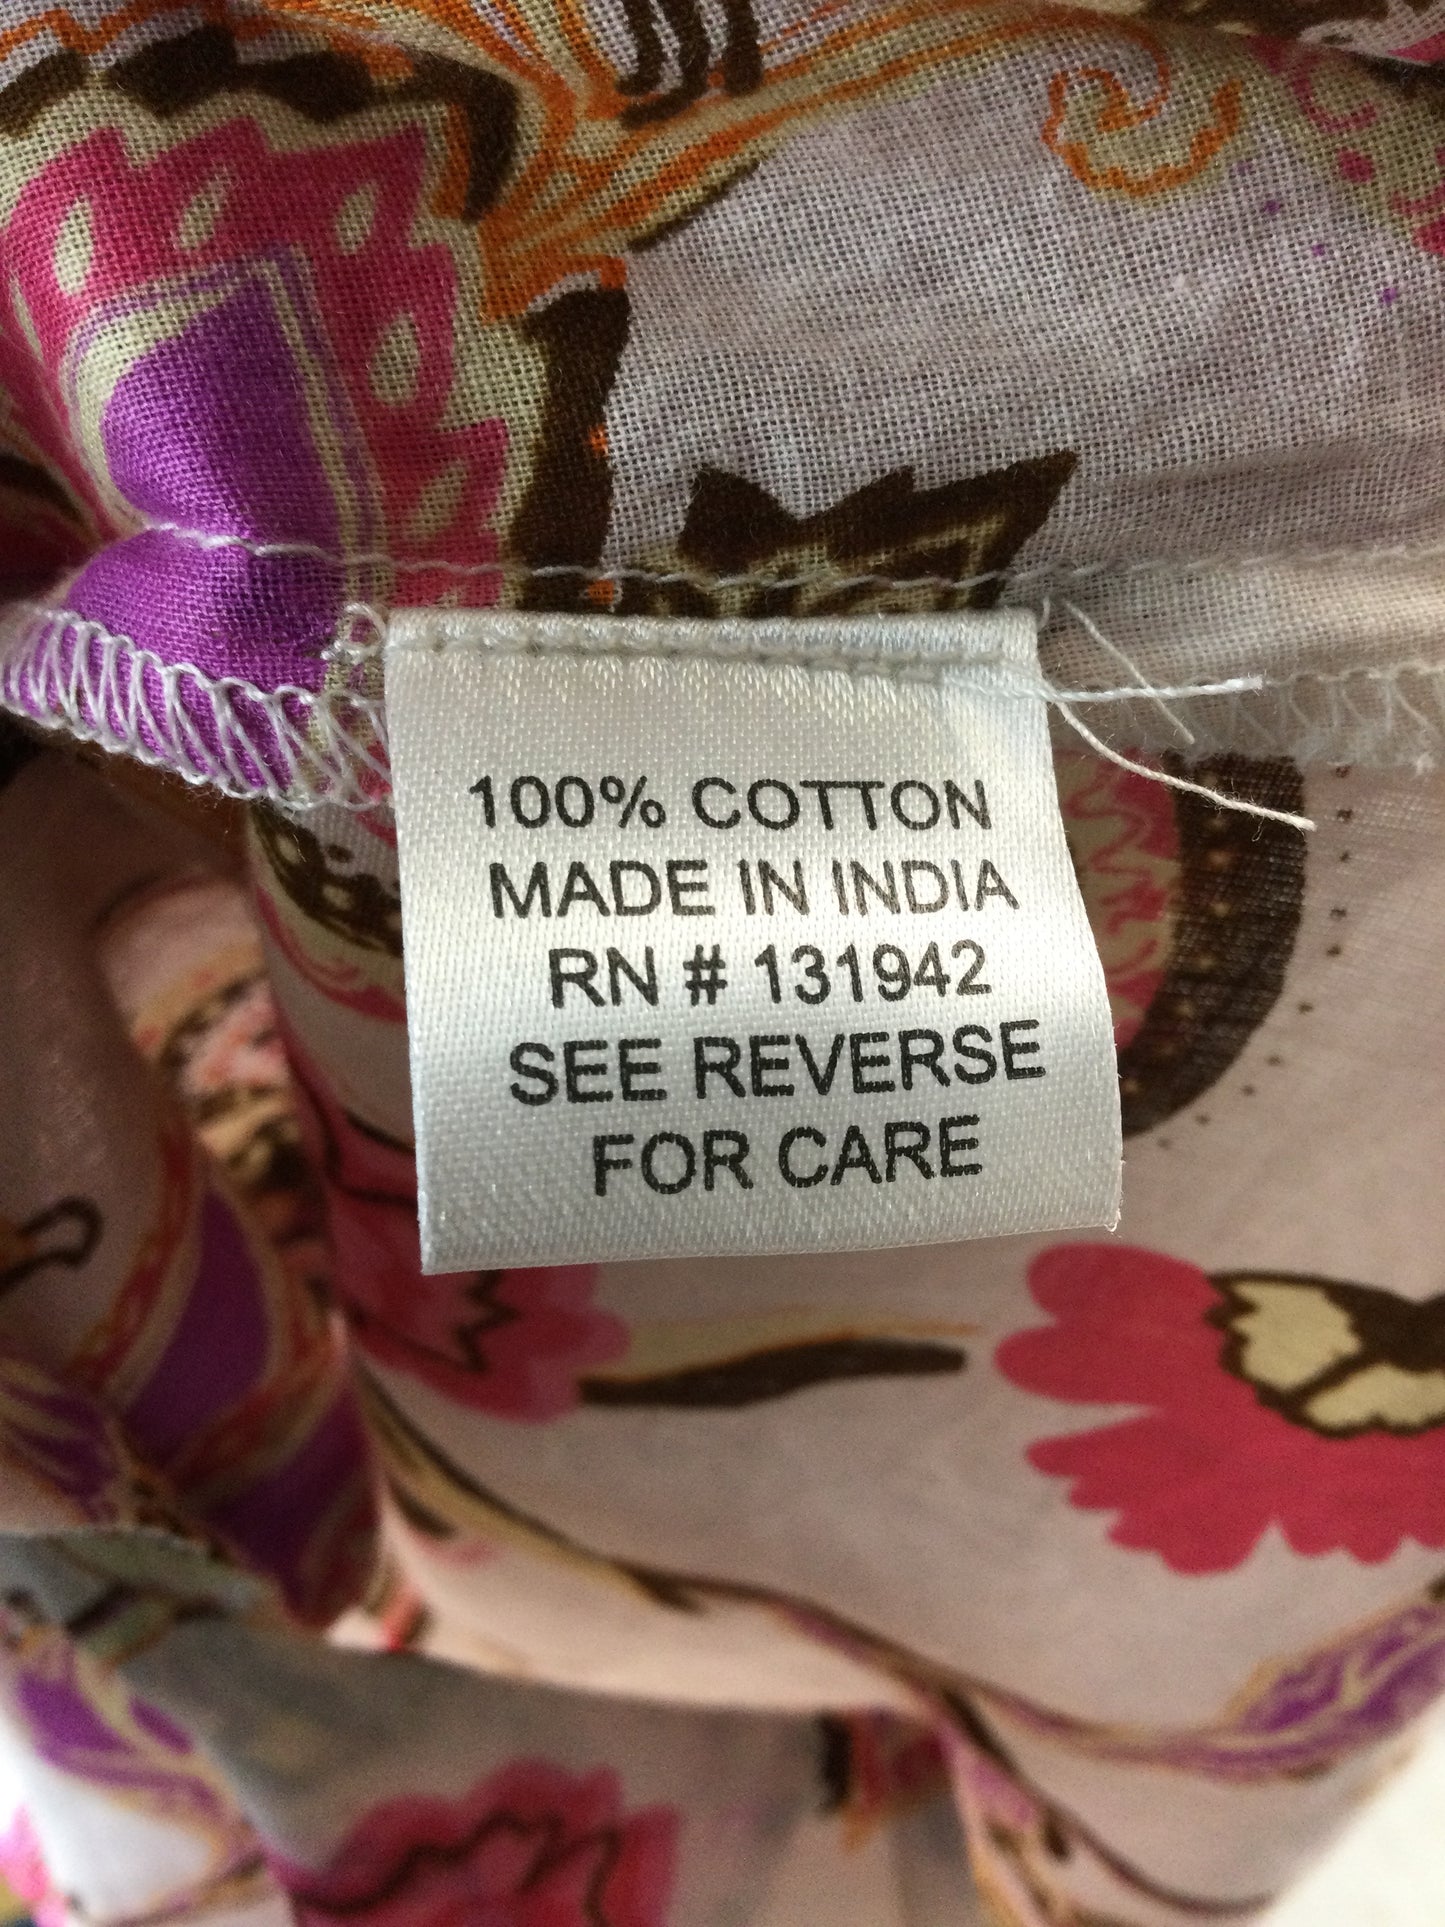 100% COTTON
MADE IN INDIA
RN # 131942
SEE REVERSE
FOR CARE